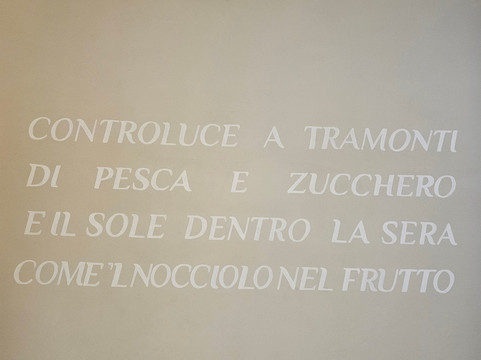 CONTROLUCE A TRAMONTI
DI PESCA E ZUCCHERO
E IL SOLE DENTRO LA SERA
COME 'L NOCCIOLO NEL FRUTTO